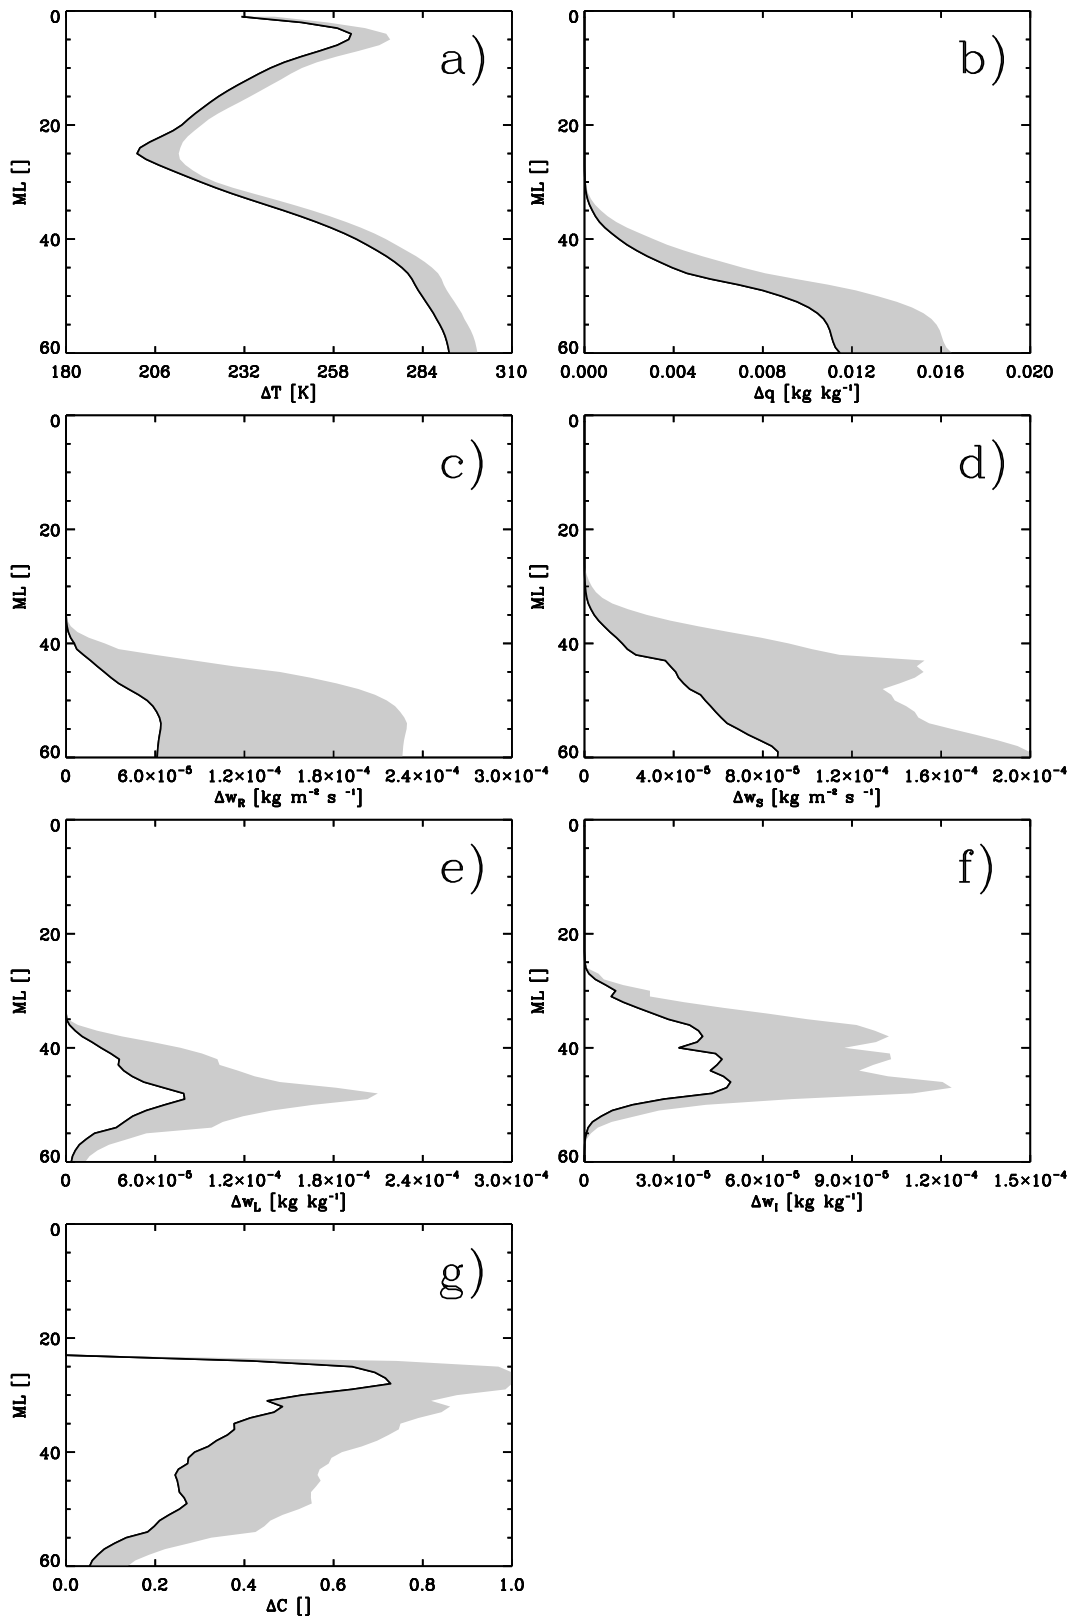 0
20
40
60
ML []
a)
180 206 232 258 284 310
ΔT [K]
0
20
40
60
ML []
b)
0.000 0.004 0.008 0.012 0.016 0.020
Δq [kg kg⁻¹]
0
20
40
60
ML []
c)
0 6.0×10⁻⁵ 1.2×10⁻⁴ 1.8×10⁻⁴ 2.4×10⁻⁴ 3.0×10⁻⁴
Δw_R [kg m⁻² s⁻¹]
0
20
40
60
ML []
d)
0 4.0×10⁻⁵ 8.0×10⁻⁵ 1.2×10⁻⁴ 1.6×10⁻⁴ 2.0×10⁻⁴
Δw_S [kg m⁻² s⁻¹]
0
20
40
60
ML []
e)
0 6.0×10⁻⁵ 1.2×10⁻⁴ 1.8×10⁻⁴ 2.4×10⁻⁴ 3.0×10⁻⁴
Δw_L [kg kg⁻¹]
0
20
40
60
ML []
f)
0 3.0×10⁻⁵ 6.0×10⁻⁵ 9.0×10⁻⁵ 1.2×10⁻⁴ 1.5×10⁻⁴
Δw_I [kg kg⁻¹]
0
20
40
60
ML []
g)
0.0 0.2 0.4 0.6 0.8 1.0
ΔC []